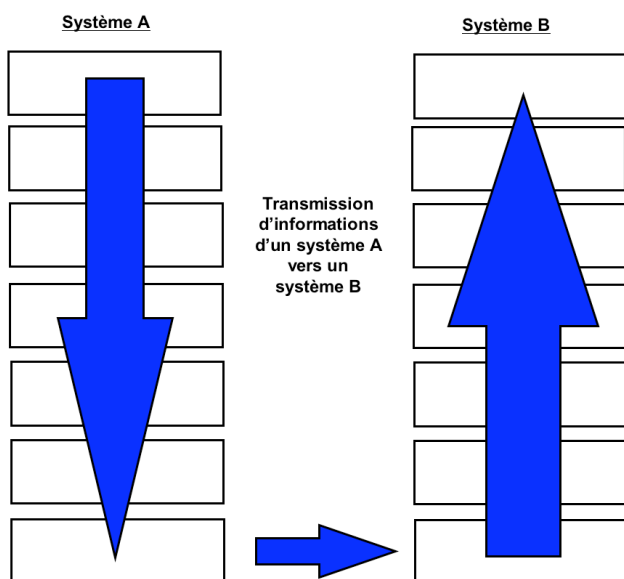 Système A
Système B
Transmission
d'informations
d'un système A
vers un
système B